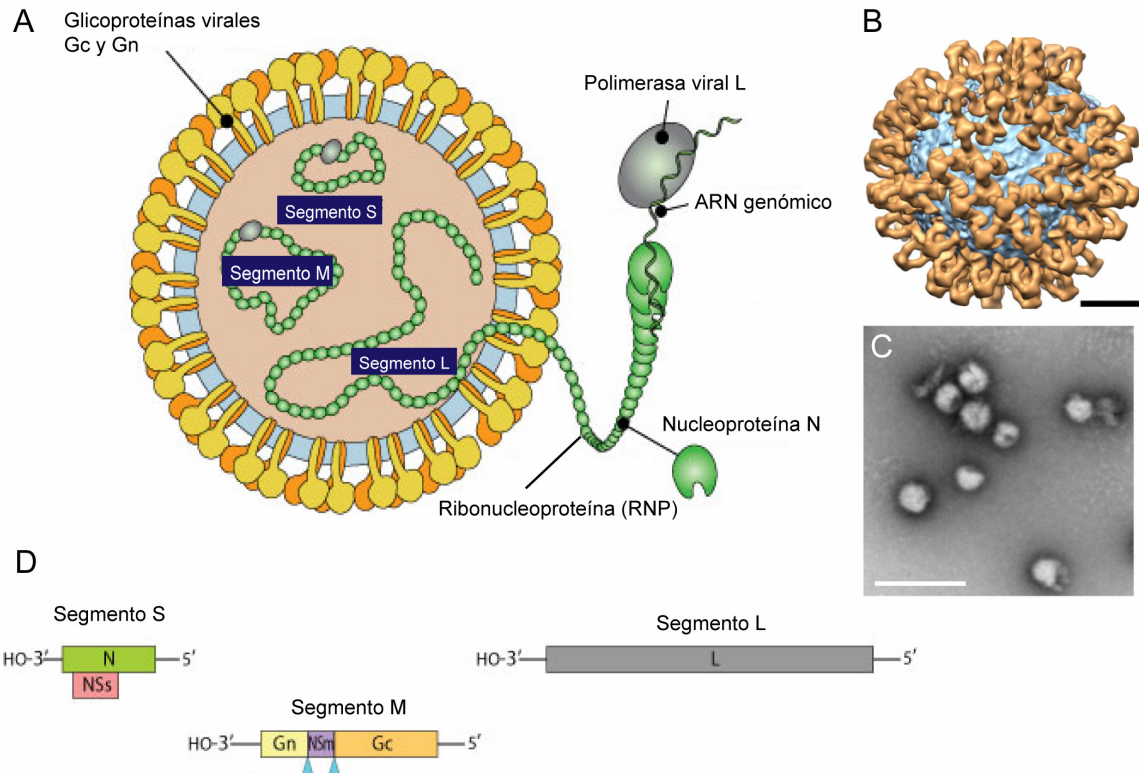 A
Glicoproteínas virales
Gc y Gn
Polimerasa viral L
ARN genómico
Segmento S
Segmento M
Segmento L
Nucleoproteína N
Ribonucleoproteína (RNP)
B
C
D
Segmento S
HO-3′ N 5′
NSs
Segmento M
HO-3′ Gn NSm Gc 5′
Segmento L
HO-3′ L 5′